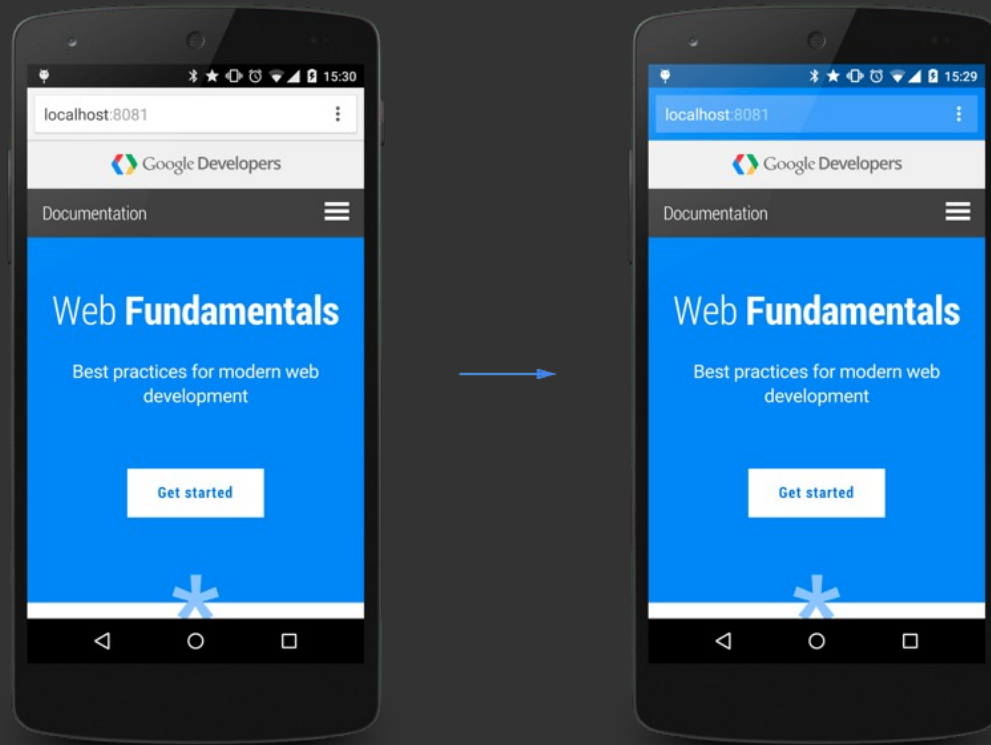 15:30
localhost:8081
Google Developers
Documentation
Web Fundamentals
Best practices for modern web
development
Get started
*
15:29
localhost:8081
Google Developers
Documentation
Web Fundamentals
Best practices for modern web
development
Get started
*